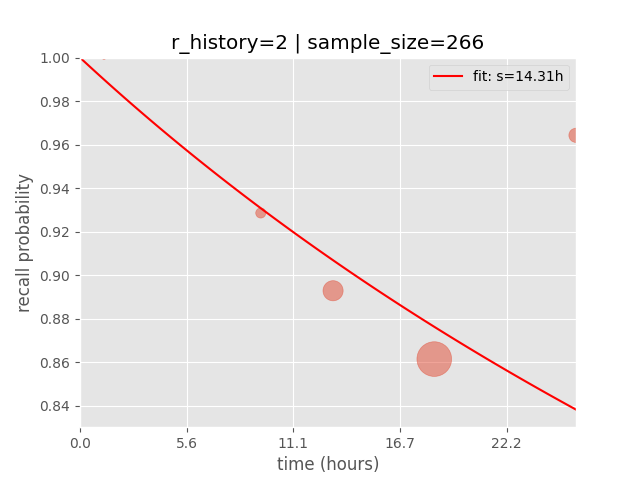 r_history=2 | sample_size=266
fit: s=14.31h
recall probability
1.00
0.98
0.96
0.94
0.92
0.90
0.88
0.86
0.84
0.0 5.6 11.1 16.7 22.2
time (hours)